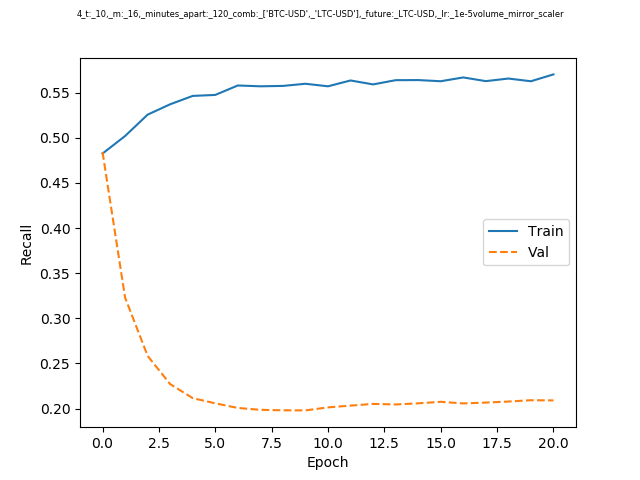 4_t:_10,_m:_16,_minutes_apart:_120_comb:_['BTC-USD',_'LTC-USD'],_future:_LTC-USD,_lr:_1e-5volume_mirror_scaler
0.55
0.50
0.45
0.40
0.35
0.30
0.25
0.20
Recall
Train
Val
0.0 2.5 5.0 7.5 10.0 12.5 15.0 17.5 20.0
Epoch